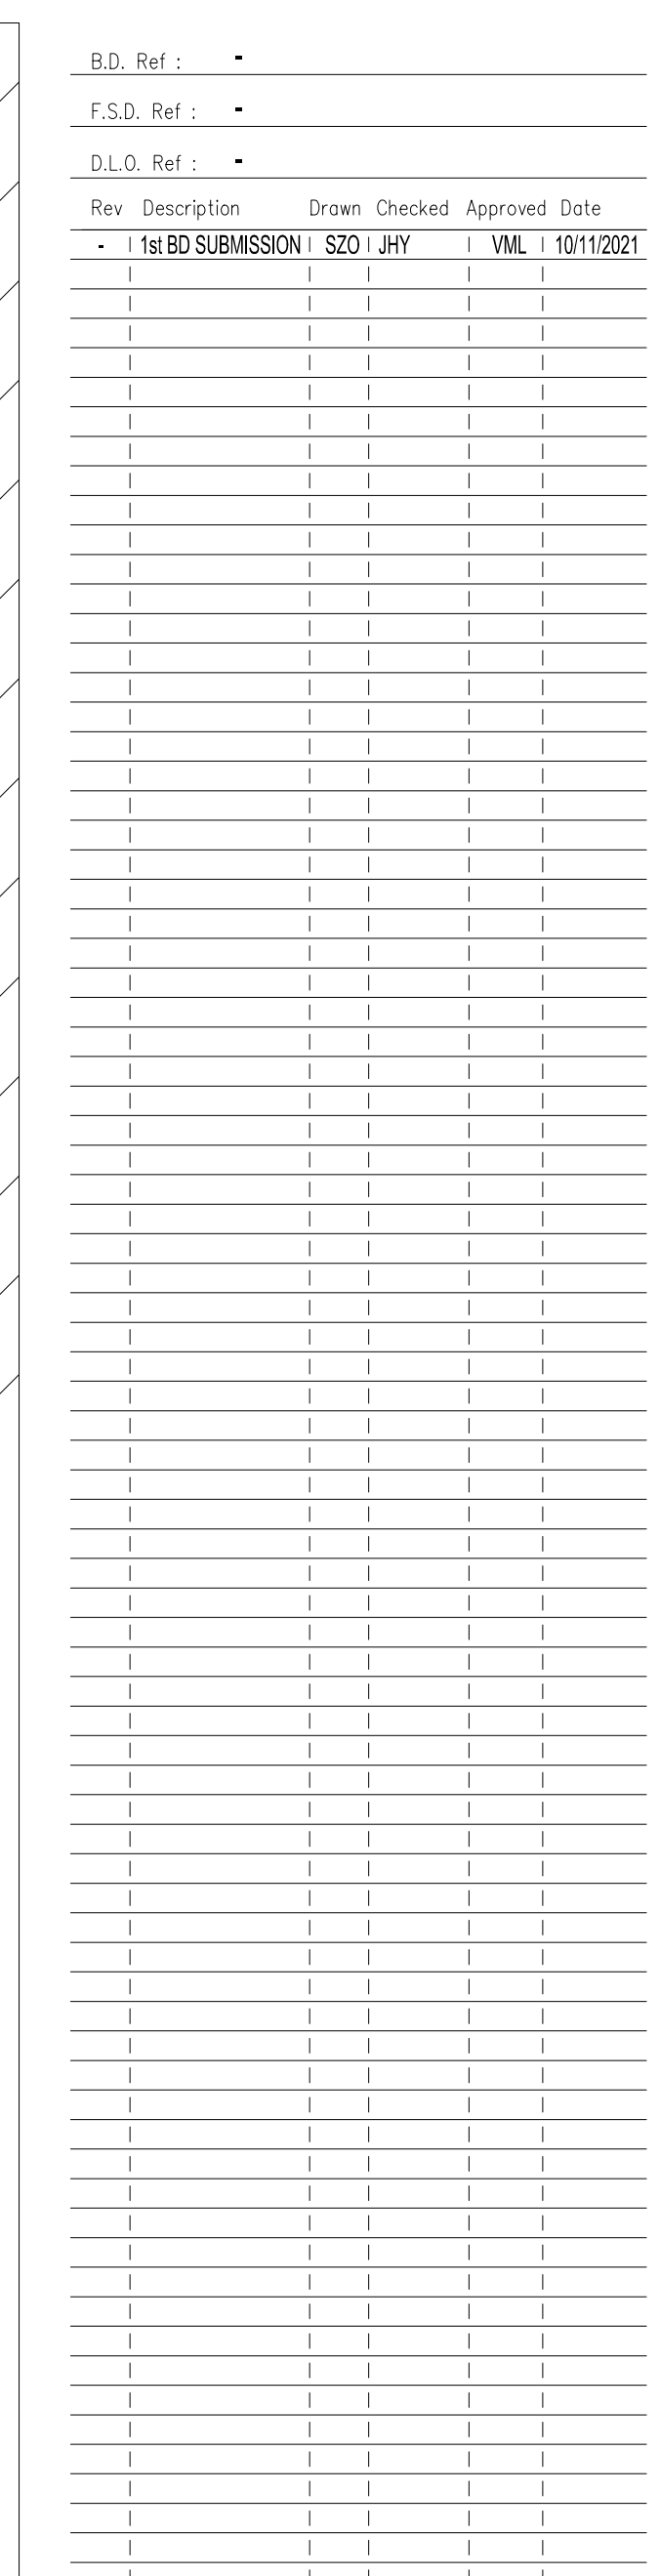 B.D. Ref : -
F.S.D. Ref : -
D.L.O. Ref : -
Rev Description Drawn Checked Approved Date
- 1st BD SUBMISSION SZO JHY VML 10/11/2021